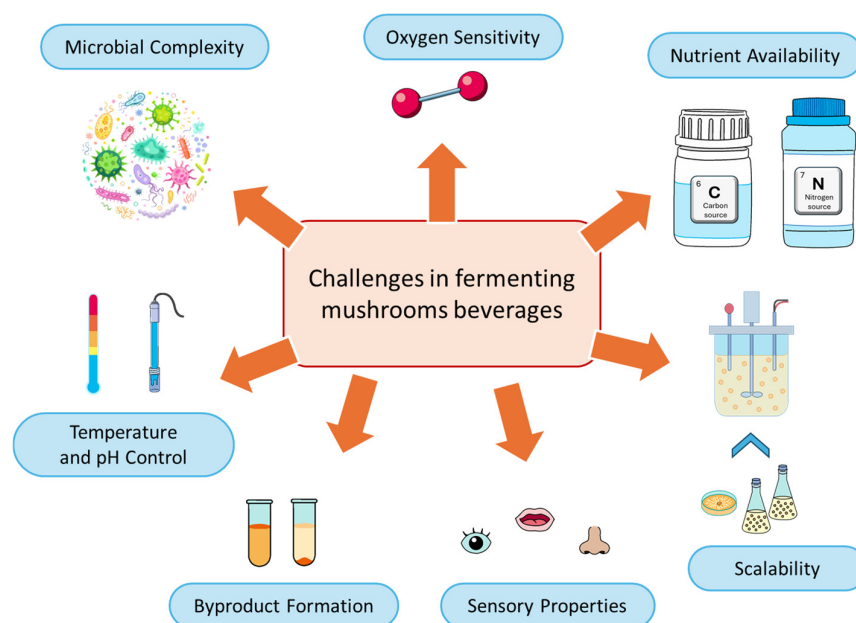 Microbial Complexity
Oxygen Sensitivity
Nutrient Availability
6
C
Carbon
source
7
N
Nitrogen
source
Challenges in fermenting
mushrooms beverages
Temperature
and pH Control
Byproduct Formation
Sensory Properties
Scalability